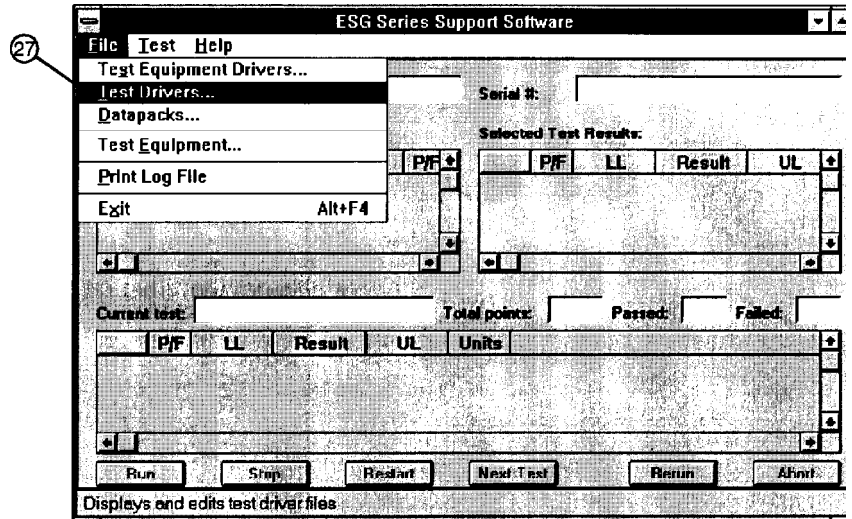 ESG Series Support Software
File Test Help
27
Test Equipment Drivers...
Test Drivers...
Datapacks...
Test Equipment...
Print Log File
Exit Alt+F4
Serial #:
Selected Test Results:
P/F
P/F LL Result UL
Current test: Total points: Passed: Failed:
P/F LL Result UL Units
Run Stop Restart Next Test Rerun Abort
Displays and edits test driver files